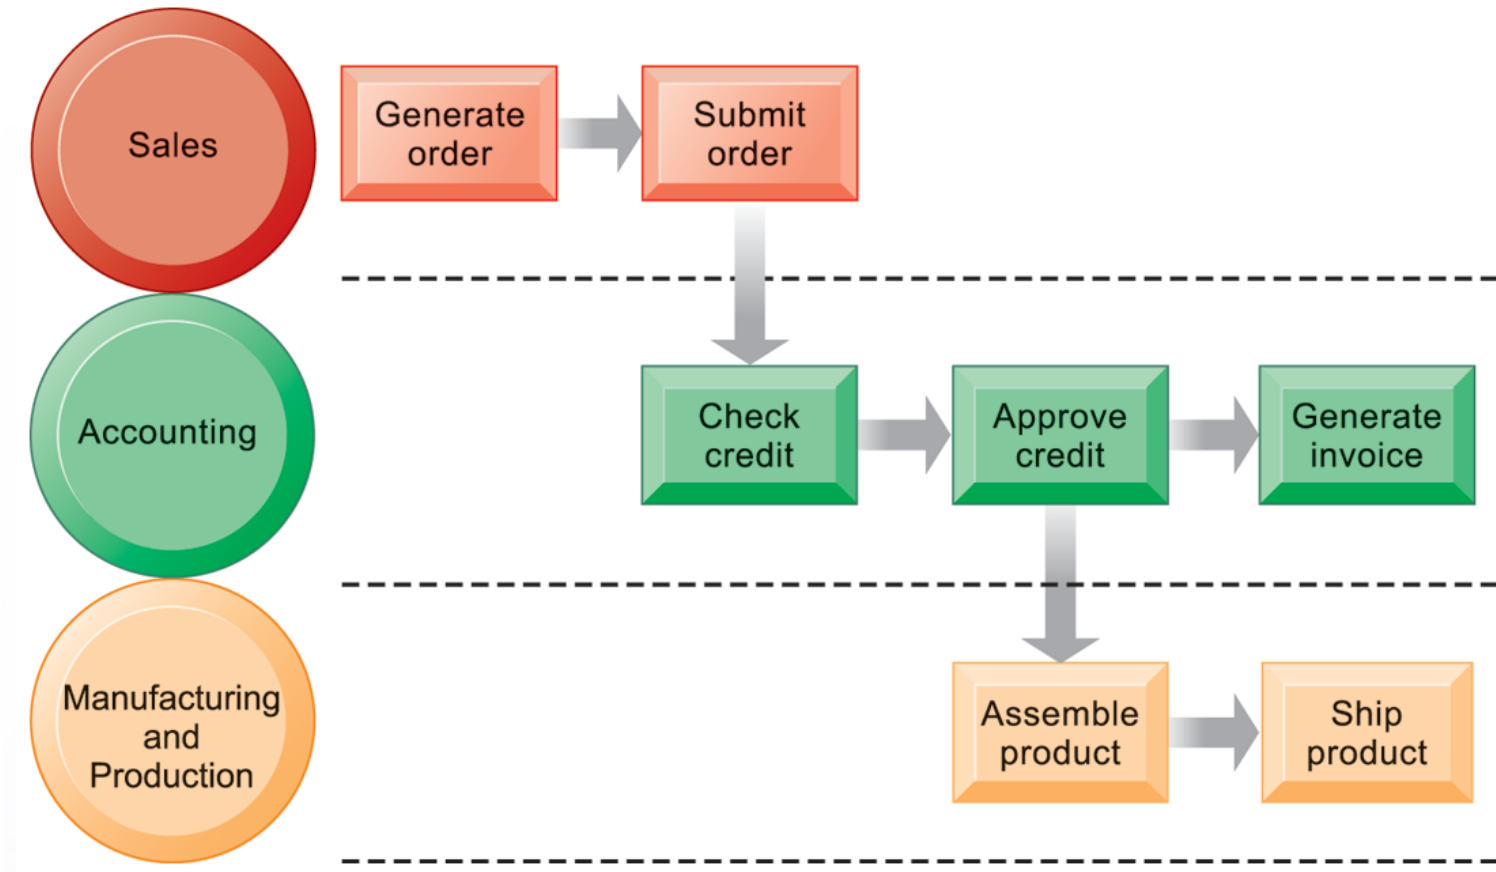 Sales
Generate
order
Submit
order
Accounting
Check
credit
Approve
credit
Generate
invoice
Manufacturing
and
Production
Assemble
product
Ship
product